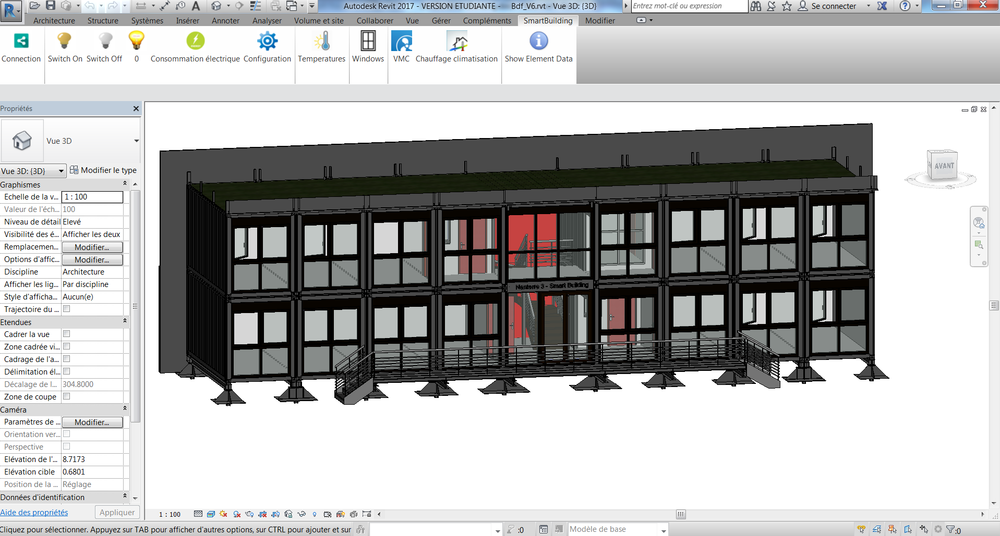 Autodesk Revit 2017 - VERSION ETUDIANTE - Bdf_V6.rvt - Vue 3D: {3D}
Entrez mot-clé ou expression
Se connecter
Architecture Structure Systèmes Insérer Annoter Analyser Volume et site Collaborer Vue Gérer Compléments SmartBuilding Modifier
Connection Switch On Switch Off 0 Consommation électrique Configuration Temperatures Windows VMC Chauffage climatisation Show Element Data
Propriétés
Vue 3D
Vue 3D: {3D} Modifier le type
Graphismes
Echelle de la v... 1 : 100
Valeur de l'éch... 100
Niveau de détail Elevé
Visibilité des é... Afficher les deux
Remplacemen... Modifier...
Options d'affic... Modifier...
Discipline Architecture
Afficher les lig... Par discipline
Style d'afficha... Aucun(e)
Trajectoire du ...
Etendues
Cadrer la vue
Zone cadrée vi...
Cadrage de l'a...
Délimitation él...
Décalage de l... 304.8000
Zone de coupe
Caméra
Paramètres de ... Modifier...
Orientation ver...
Perspective
Elévation de l'... 8.7173
Elévation cible 0.6801
Position de la ... Réglage
Données d'identification
Aide des propriétés Appliquer
AVANT
Nanterre 3 - Smart Building
1 : 100
Cliquez pour sélectionner. Appuyez sur TAB pour afficher d'autres options, sur CTRL pour ajouter et sur
:0
Modèle de base
:0